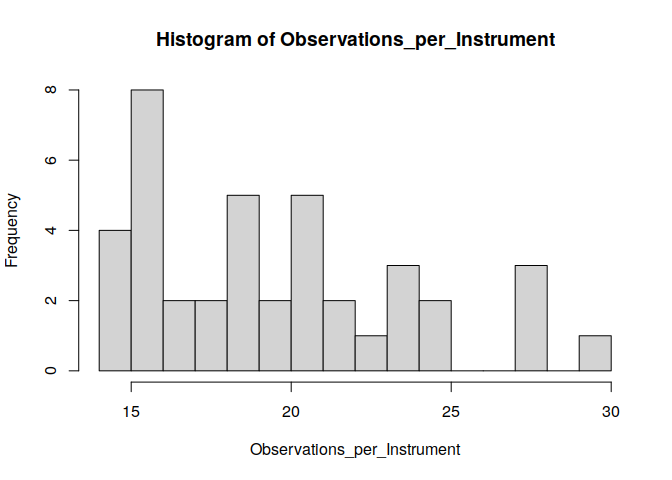 Histogram of Observations_per_Instrument
Frequency
8
6
4
2
0
15 20 25 30
Observations_per_Instrument